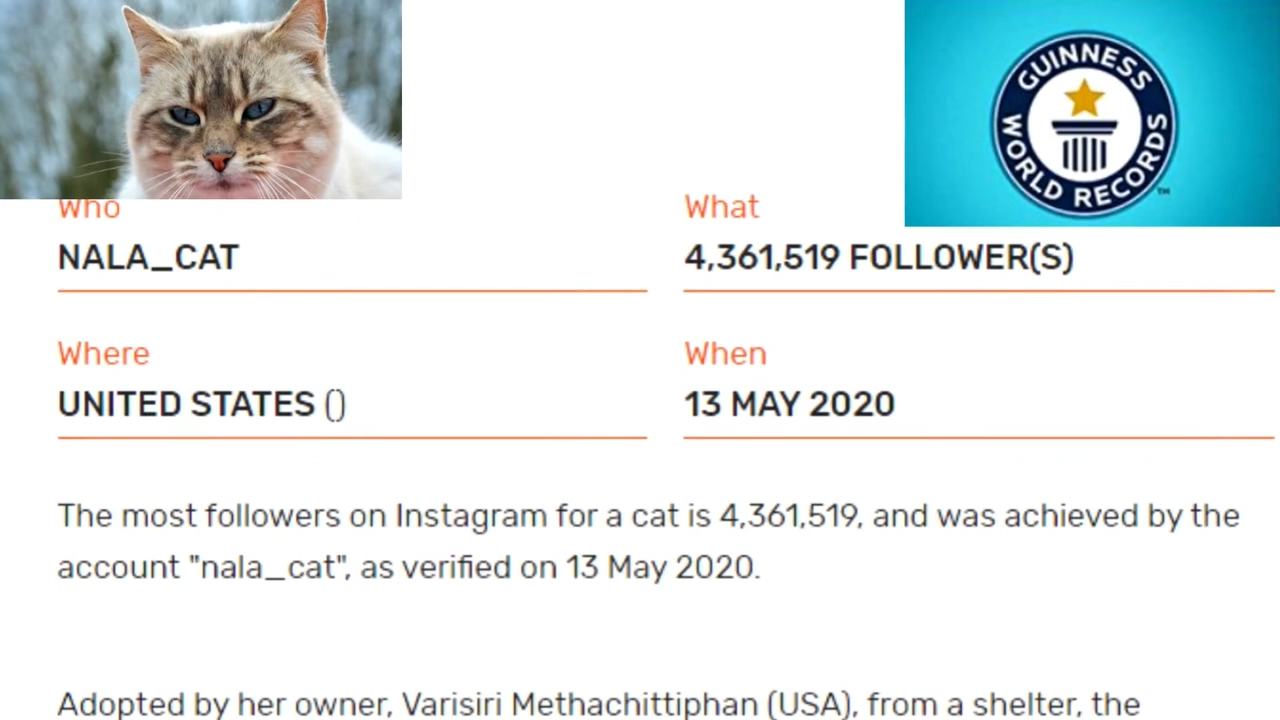 GUINNESS
WORLD RECORDS
TM
Who
What
NALA_CAT
4,361,519 FOLLOWER(S)
Where
When
UNITED STATES ()
13 MAY 2020
The most followers on Instagram for a cat is 4,361,519, and was achieved by the
account "nala_cat", as verified on 13 May 2020.
Adopted by her owner, Varisiri Methachittiphan (USA), from a shelter, the